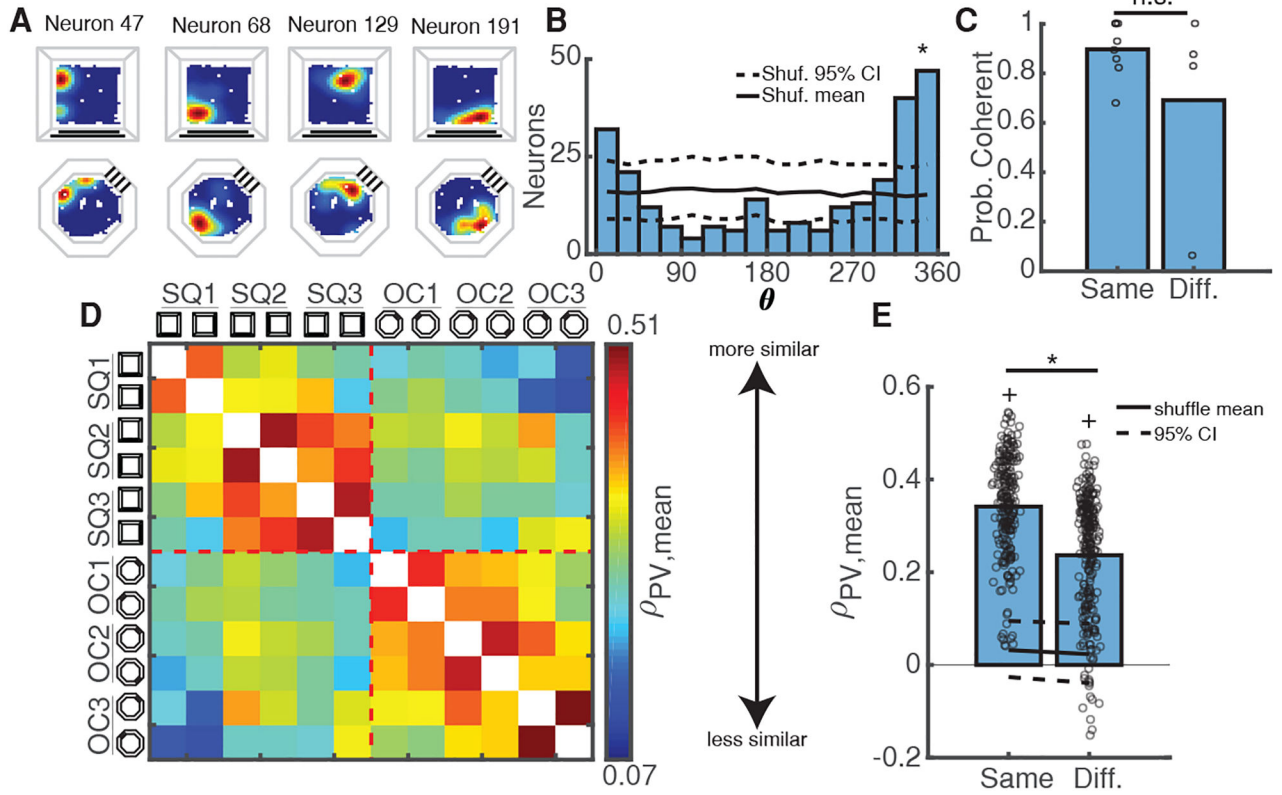 A
Neuron 47
Neuron 68
Neuron 129
Neuron 191
B
Neurons
50
25
0
Shuf. 95% CI
Shuf. mean
*
0
90
180
270
360
θ
C
n.s.
Prob. Coherent
1
0.8
0.6
0.4
0.2
0
Same
Diff.
D
SQ1
SQ2
SQ3
OC1
OC2
OC3
SQ1
SQ2
SQ3
OC1
OC2
OC3
0.51
0.07
ρPV,mean
more similar
less similar
E
*
+
+
shuffle mean
95% CI
ρPV,mean
0.6
0.4
0.2
0
-0.2
Same
Diff.